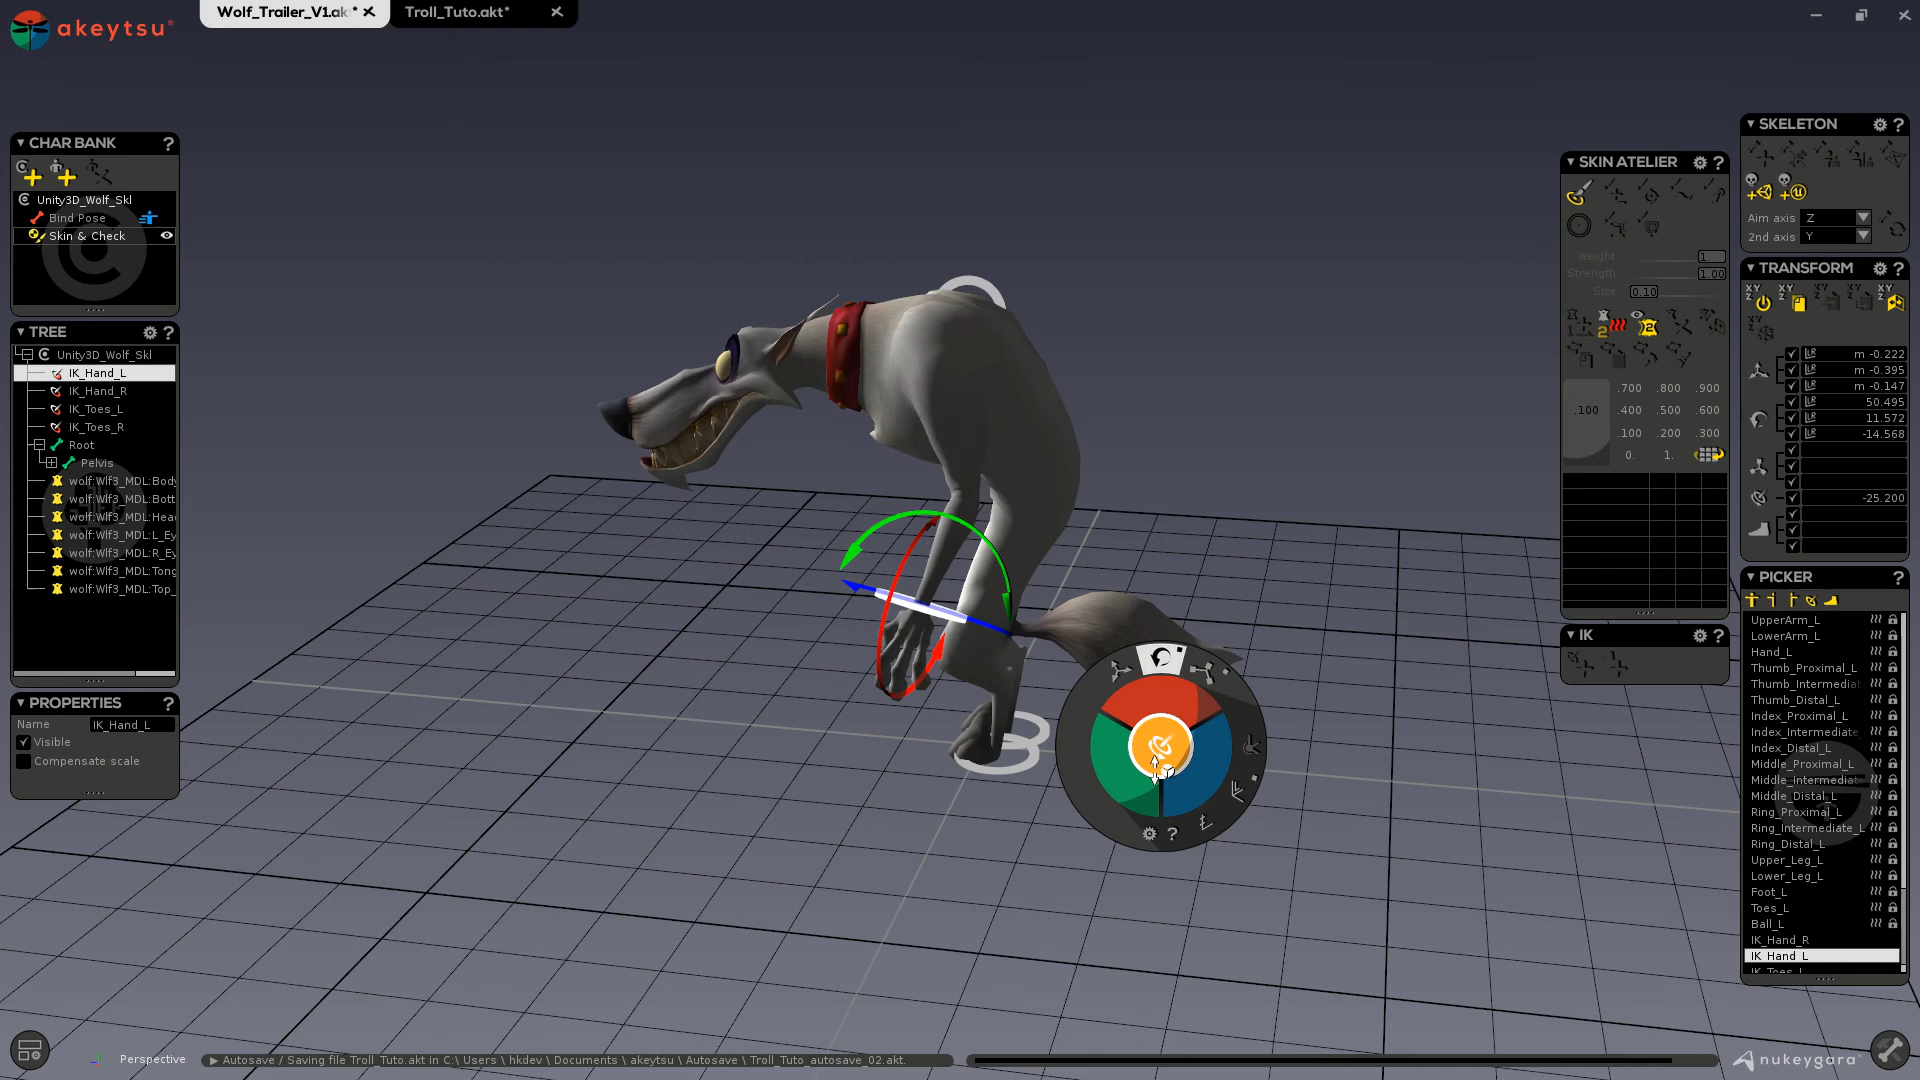 Wolf_Trailer_V1.ak*
Troll_Tuto.akt*
akeytsu
CHAR BANK
?
Unity3D_Wolf_Skl
Bind Pose
Skin & Check
TREE
?
Unity3D_Wolf_Skl
IK_Hand_L
IK_Hand_R
IK_Toes_L
IK_Toes_R
Root
Pelvis
wolf:Wlf3_MDL:Body
wolf:Wlf3_MDL:Bott
wolf:Wlf3_MDL:Hea
wolf:Wlf3_MDL:L_Ey
wolf:Wlf3_MDL:R_Ey
wolf:Wlf3_MDL:Tong
wolf:Wlf3_MDL:Top_
PROPERTIES
?
Name
IK_Hand_L
Visible
Compensate scale
?
SKIN ATELIER
?
Weight
1.
Strength
1.00
Size
0.10
.100
.700 .800 .900
.400 .500 .600
.100 .200 .300
0. 1.
IK
?
SKELETON
?
Aim axis Z
2nd axis Y
TRANSFORM
?
m -0.222
m -0.395
m -0.147
50.495
11.572
-14.568
-25.200
PICKER
?
UpperArm_L
LowerArm_L
Hand_L
Thumb_Proximal_L
Thumb_Intermediat
Thumb_Distal_L
Index_Proximal_L
Index_Intermediate
Index_Distal_L
Middle_Proximal_L
Middle_Intermediat
Middle_Distal_L
Ring_Proximal_L
Ring_Intermediate_L
Ring_Distal_L
Upper_Leg_L
Lower_Leg_L
Foot_L
Toes_L
Ball_L
IK_Hand_R
IK_Hand_L
IK_Toes_L
Perspective
▶ Autosave / Saving file Troll_Tuto.akt in C:\ Users \ hkdev \ Documents \ akeytsu \ Autosave \ Troll_Tuto_autosave_02.akt.
nukeygara